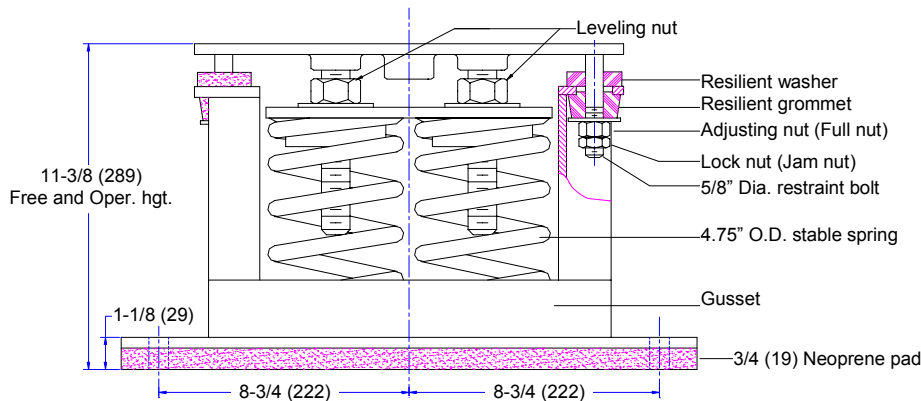 Leveling nut
Resilient washer
Resilient grommet
Adjusting nut (Full nut)
Lock nut (Jam nut)
5/8” Dia. restraint bolt
11-3/8 (289)
Free and Oper. hgt.
4.75” O.D. stable spring
Gusset
1-1/8 (29)
3/4 (19) Neoprene pad
8-3/4 (222)
8-3/4 (222)